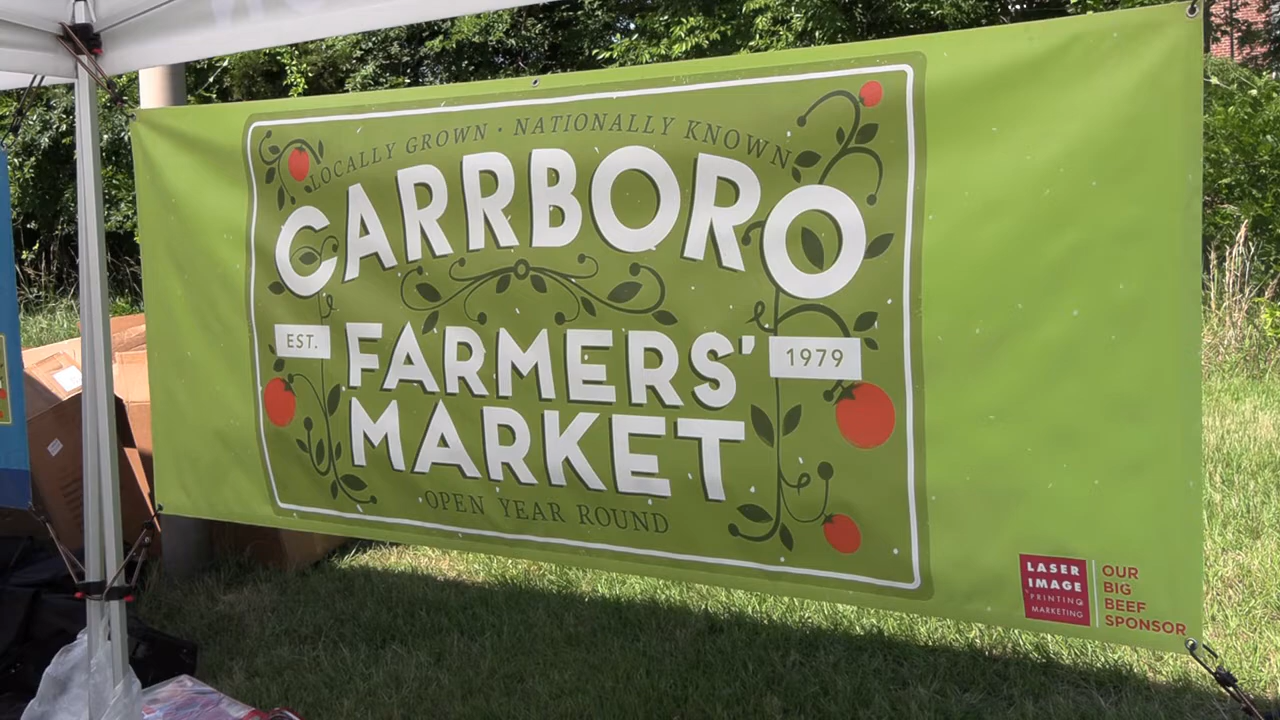 LOCALLY GROWN · NATIONALLY KNOWN
CARRBORO
EST.
FARMERS'
1979
MARKET
OPEN YEAR ROUND
LASER
IMAGE
PRINTING
MARKETING
OUR
BIG
BEEF
SPONSOR